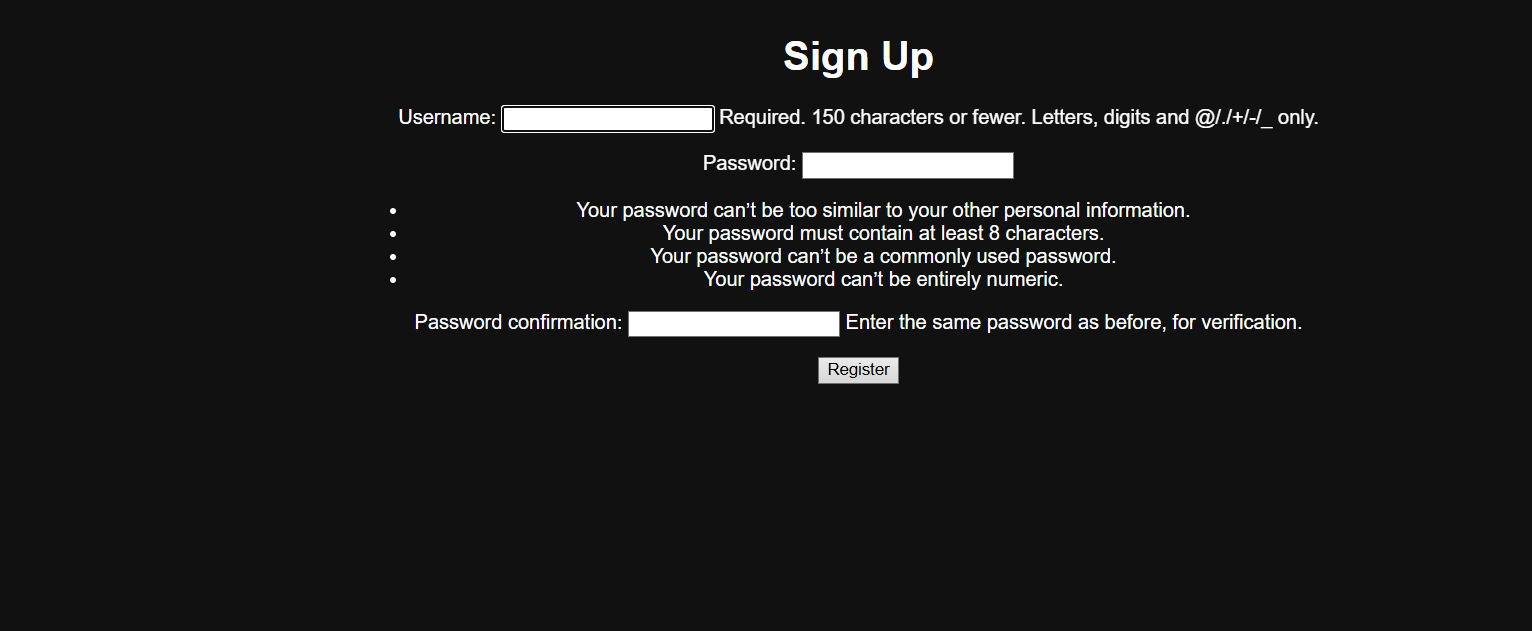 Sign Up
Username: Required. 150 characters or fewer. Letters, digits and @/./+/-/_ only.
Password:
Your password can’t be too similar to your other personal information.
Your password must contain at least 8 characters.
Your password can’t be a commonly used password.
Your password can’t be entirely numeric.
Password confirmation: Enter the same password as before, for verification.
Register